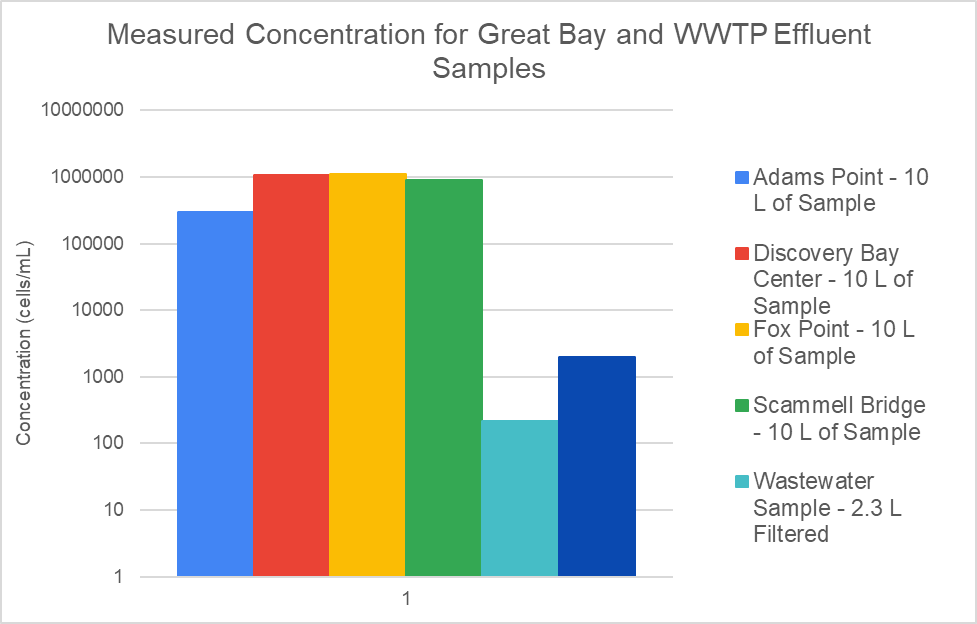 Measured Concentration for Great Bay and WWTP Effluent
Samples
10000000
1000000
100000
10000
1000
100
10
1
Concentration (cells/mL)
1
Adams Point - 10
L of Sample
Discovery Bay
Center - 10 L of
Sample
Fox Point - 10 L
of Sample
Scammell Bridge
- 10 L of Sample
Wastewater
Sample - 2.3 L
Filtered